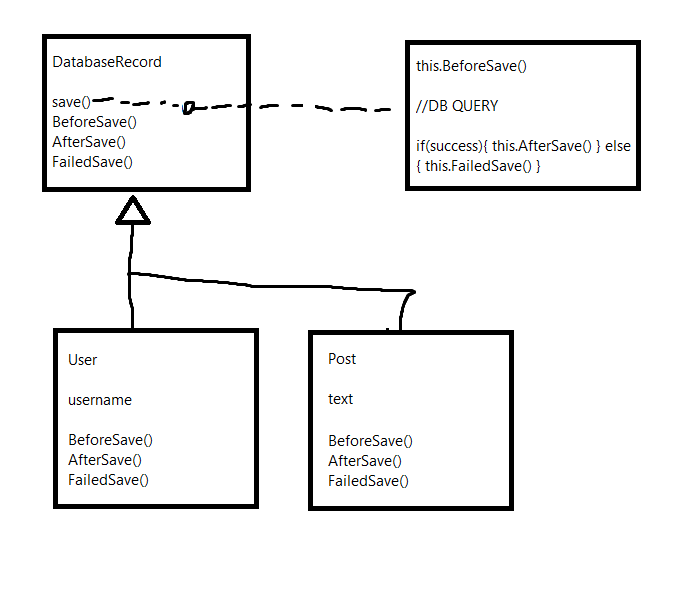 DatabaseRecord
save()
BeforeSave()
AfterSave()
FailedSave()
this.BeforeSave()
//DB QUERY
if(success){ this.AfterSave() } else
{ this.FailedSave() }
User
username
BeforeSave()
AfterSave()
FailedSave()
Post
text
BeforeSave()
AfterSave()
FailedSave()